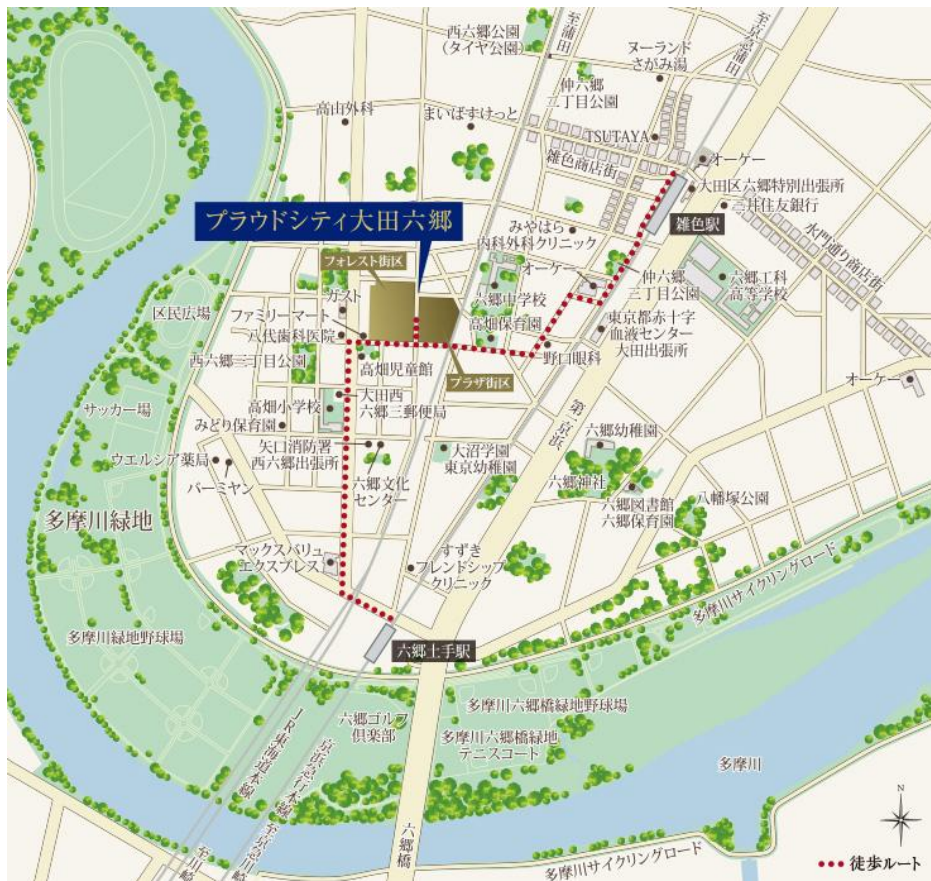 西六郷公園
（タイヤ公園）
至蒲田
ヌーランド
さがみ湯
至京急蒲田
仲六郷
三丁目公園
高山外科
まいばすけっと
TSUTAYA
オーケー
雑色商店街
大田区六郷特別出張所
三井住友銀行
プラウドシティ大田六郷
みやはら
内科外科クリニック
雑色駅
水門通り商店街
フォレスト街区
オーケー
仲六郷
三丁目公園
六郷工科
高等学校
六郷中学校
区民広場
ガスト
ファミリーマート
高畑保育園
東京都赤十字
血液センター
大田出張所
八代歯科医院
西六郷三丁目公園
高畑児童館
プラザ街区
野口眼科
オーケー
サッカー場
高畑小学校
大田西
六郷三郵便局
第一京浜
みどり保育園
六郷幼稚園
ウエルシア薬局
矢口消防署
西六郷出張所
大沼学園
東京幼稚園
バーミヤン
六郷文化
センター
六郷神社
六郷図書館
六郷保育園
八幡塚公園
多摩川緑地
マックスバリュ
エクスプレス
すずき
フレンドシップ
クリニック
多摩川サイクリングロード
多摩川緑地野球場
六郷土手駅
六郷ゴルフ
倶楽部
多摩川六郷橋緑地野球場
多摩川六郷橋緑地
テニスコート
多摩川
JR東海道本線
京浜急行本線
至京急川崎
至川崎
六郷橋
多摩川サイクリングロード
N
徒歩ルート